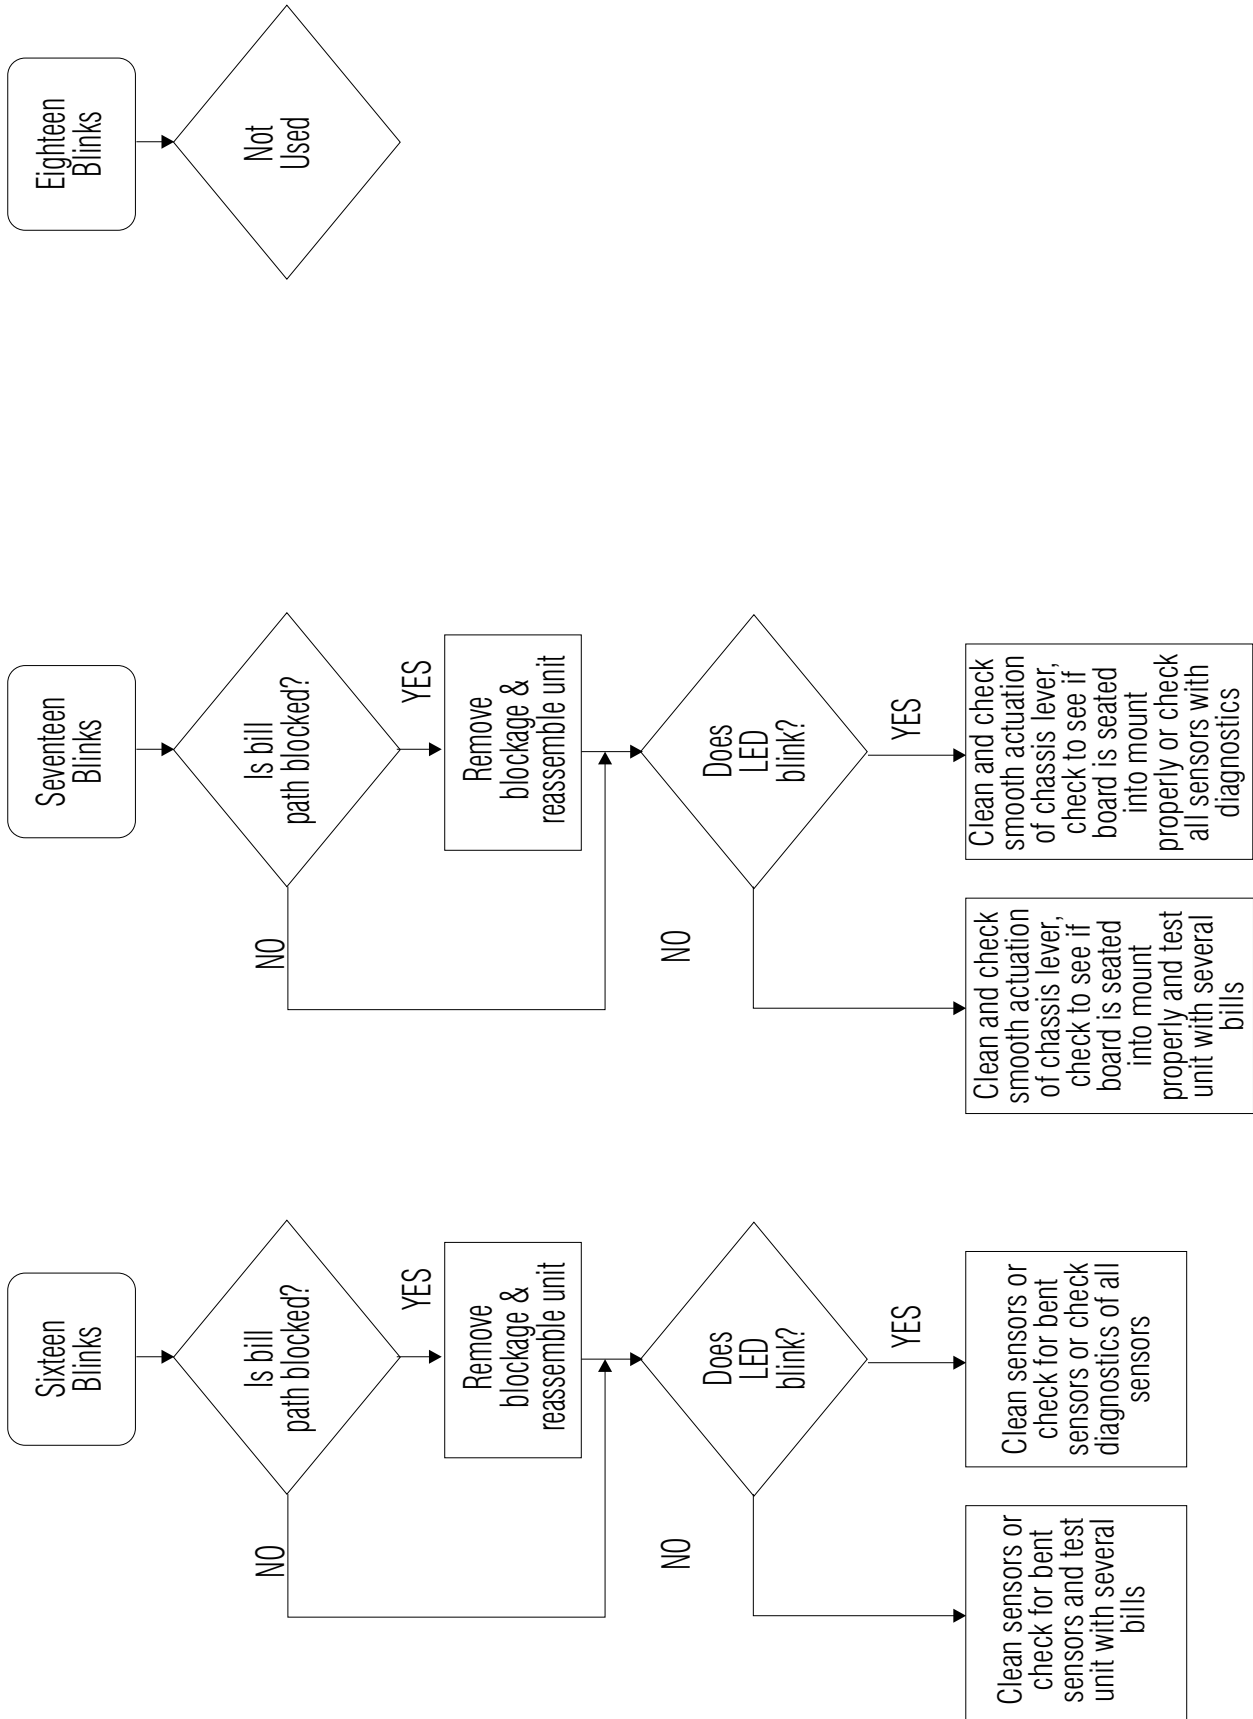 Sixteen
Blinks
Is bill
path blocked?
YES
NO
Remove
blockage &
reassemble unit
Does
LED
blink?
NO
YES
Clean sensors or
check for bent
sensors and test
unit with several
bills
Clean sensors or
check for bent
sensors or check
diagnostics of all
sensors
Seventeen
Blinks
Is bill
path blocked?
YES
NO
Remove
blockage &
reassemble unit
Does
LED
blink?
NO
YES
Clean and check
smooth actuation
of chassis lever,
check to see if
board is seated
into mount
properly and test
unit with several
bills
Clean and check
smooth actuation
of chassis lever,
check to see if
board is seated
into mount
properly or check
all sensors with
diagnostics
Eighteen
Blinks
Not
Used